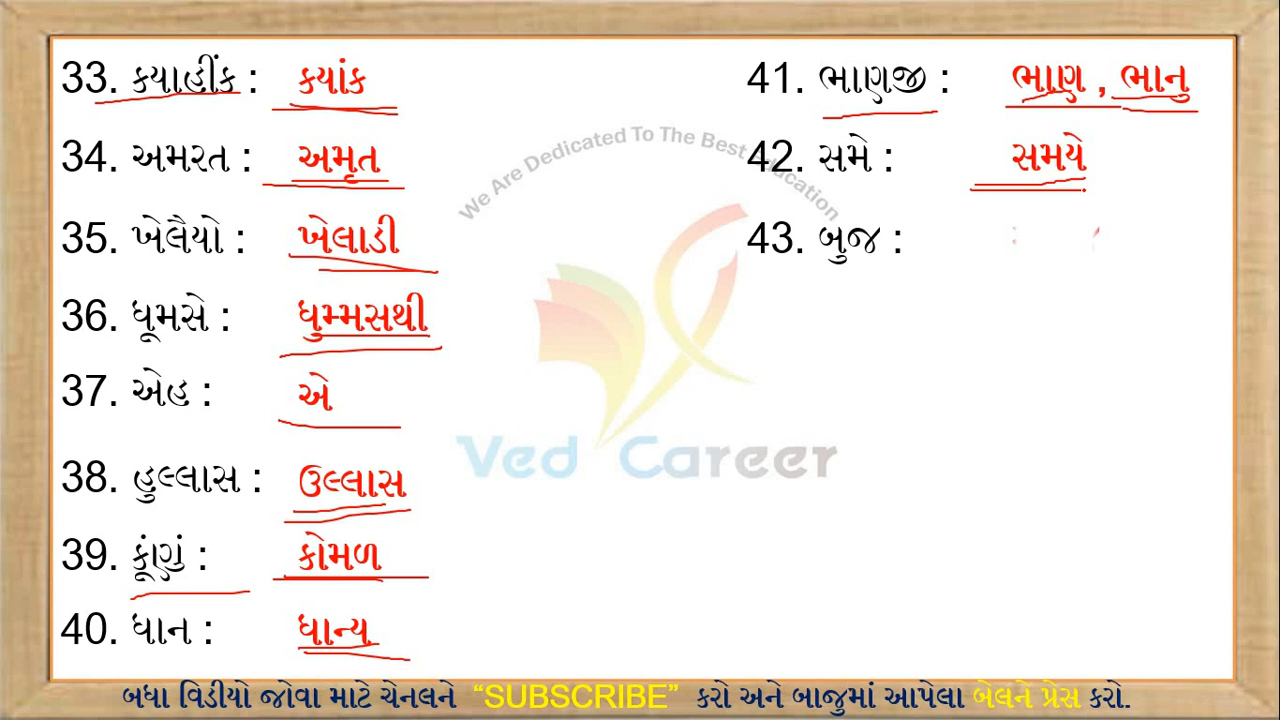 33. કયાહીંક : કયાંક
34. અમરત : અમૃત
35. ખેલૈયો : ખેલાડી
36. ધૂમસે : ધુમ્મસથી
37. એહ : એ
38. હુલ્લાસ : ઉલ્લાસ
39. કૂંણું : કોમળ
40. ધાન : ધાન્ય
41. ભાણજી : ભાણ , ભાનુ
42. સમે : સમયે
43. બુજ :
We Are Dedicated To The Best Education
Ved Career
બધા વિડીયો જોવા માટે ચેનલને “SUBSCRIBE” કરો અને બાજુમાં આપેલા બેલને પ્રેસ કરો.